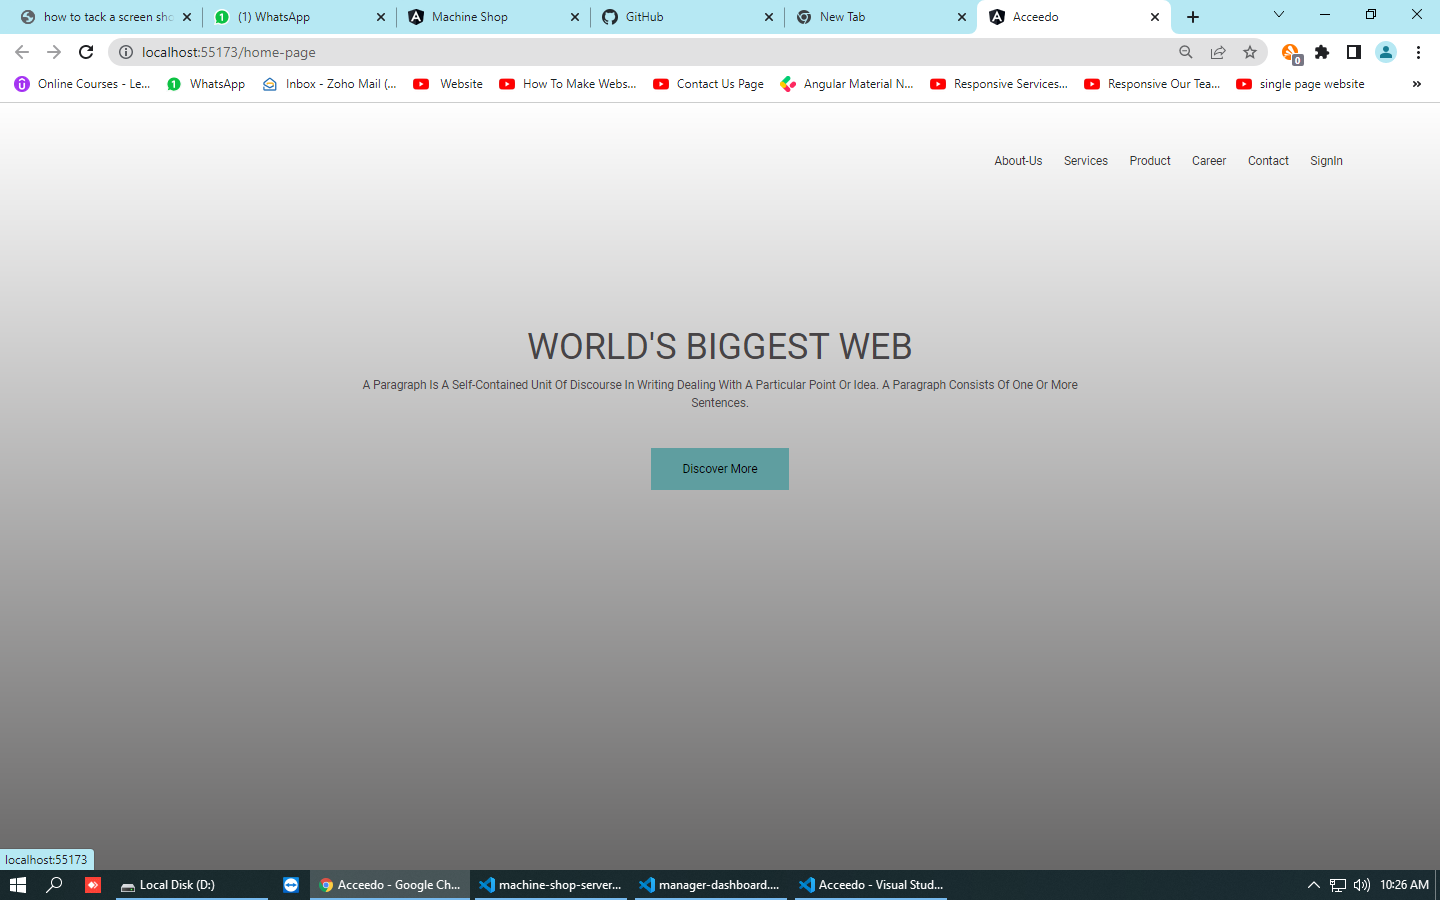 how to tack a screen sho
(1) WhatsApp
Machine Shop
GitHub
New Tab
Acceedo
localhost:55173/home-page
0
Online Courses - Le...
WhatsApp
Inbox - Zoho Mail (...
Website
How To Make Webs...
Contact Us Page
Angular Material N...
Responsive Services...
Responsive Our Tea...
single page website
»
About-Us
Services
Product
Career
Contact
SignIn
WORLD'S BIGGEST WEB
A Paragraph Is A Self-Contained Unit Of Discourse In Writing Dealing With A Particular Point Or Idea. A Paragraph Consists Of One Or More
Sentences.
Discover More
localhost:55173
Local Disk (D:)
Acceedo - Google Ch...
machine-shop-server...
manager-dashboard....
Acceedo - Visual Stud...
10:26 AM